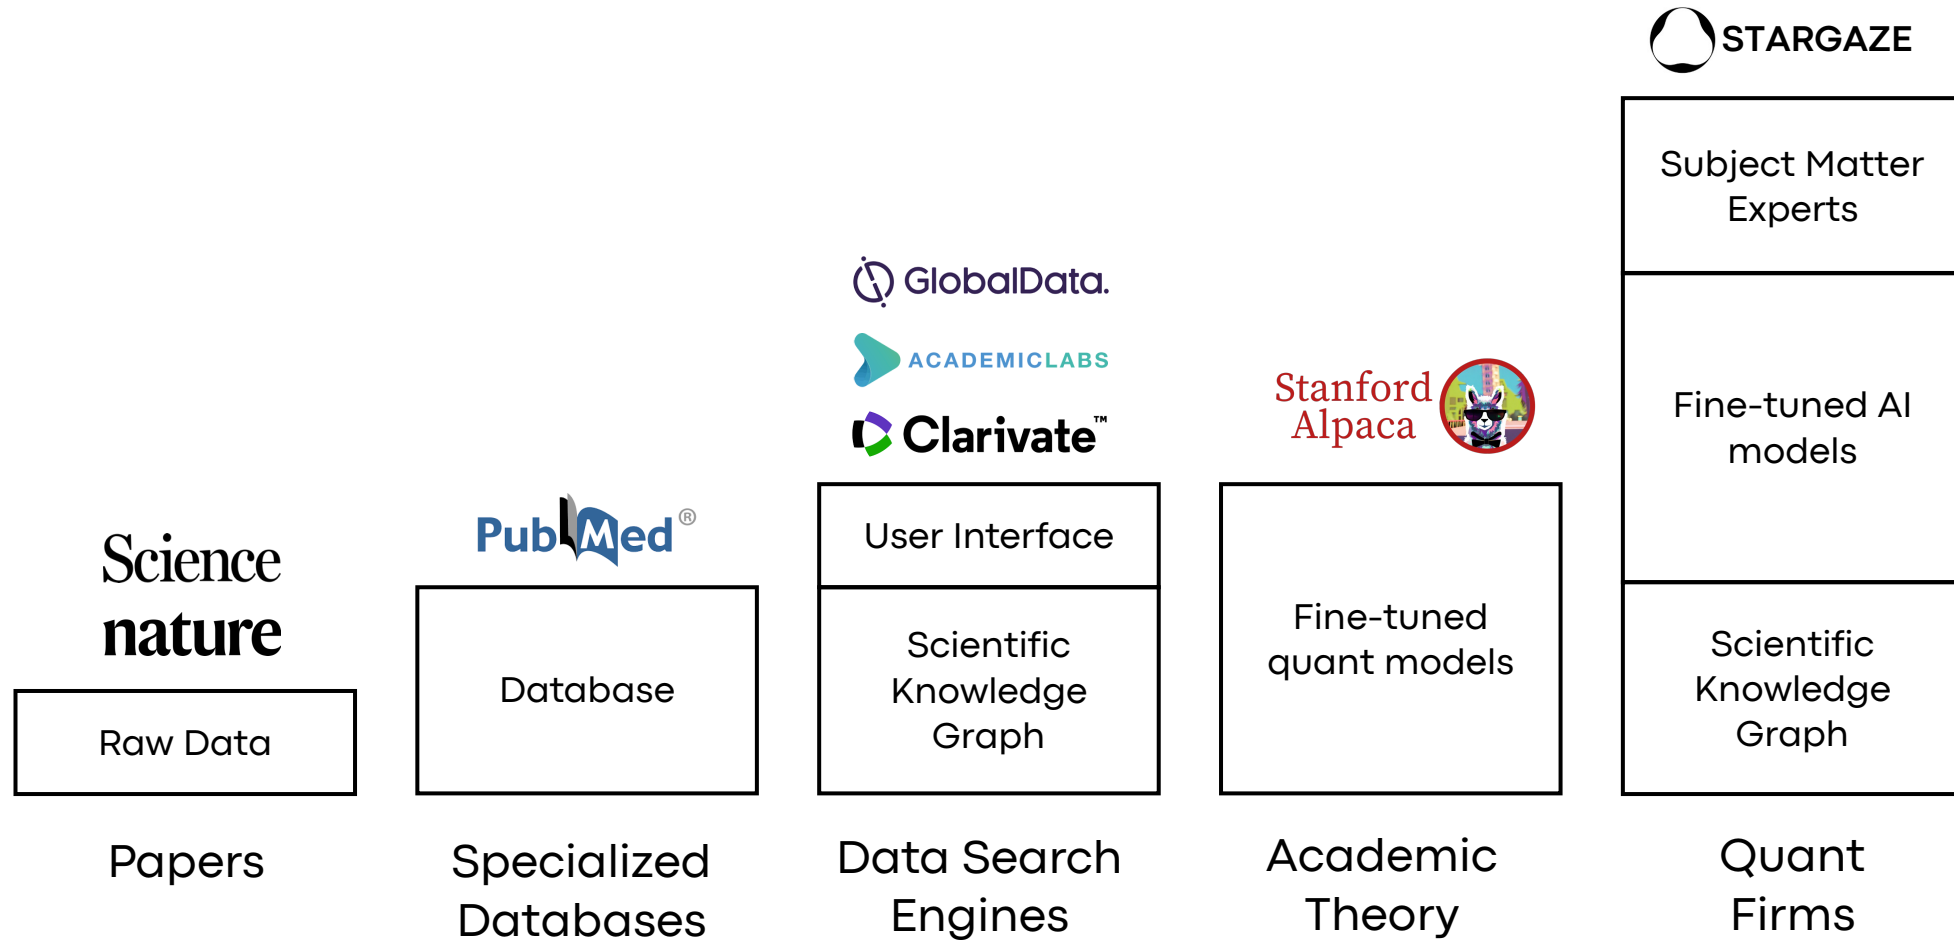 Science
nature
Raw Data
Papers
PubMed®
Database
Specialized
Databases
GlobalData.
ACADEMICLABS
Clarivate™
User Interface
Scientific
Knowledge
Graph
Data Search
Engines
Stanford
Alpaca
Fine-tuned
quant models
Academic
Theory
STARGAZE
Subject Matter
Experts
Fine-tuned AI
models
Scientific
Knowledge
Graph
Quant
Firms